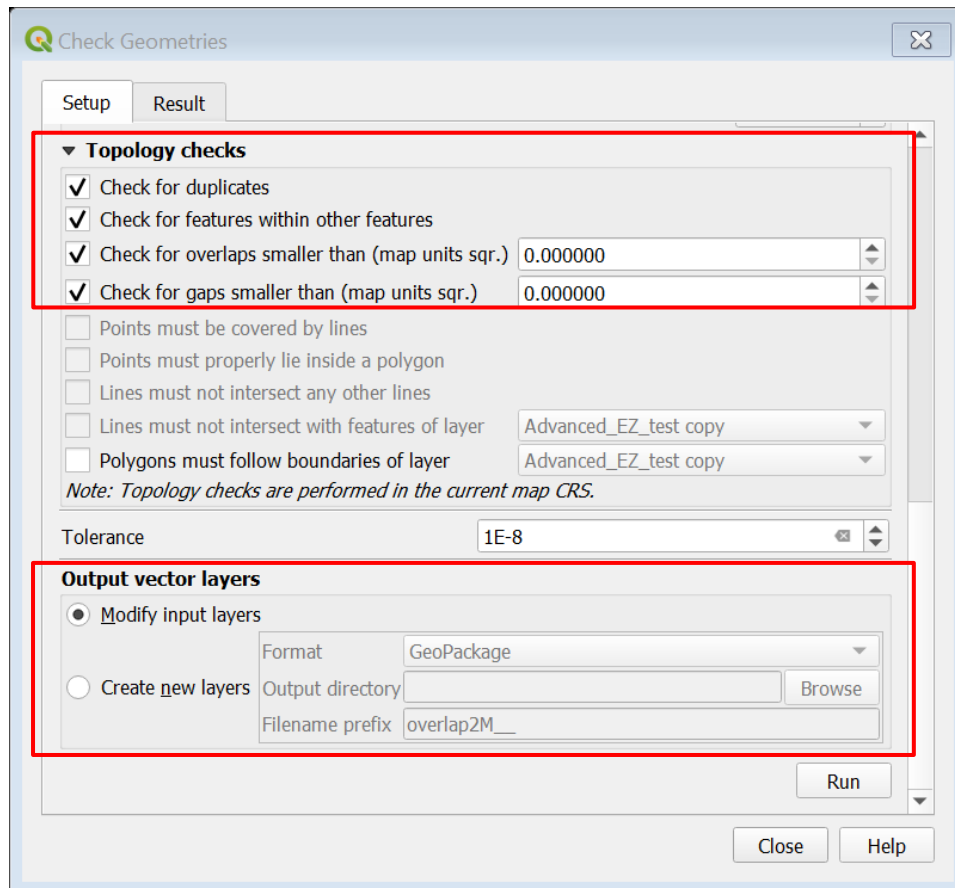 Check Geometries
Setup Result
Topology checks
Check for duplicates
Check for features within other features
Check for overlaps smaller than (map units sqr.) 0.000000
Check for gaps smaller than (map units sqr.) 0.000000
Points must be covered by lines
Points must properly lie inside a polygon
Lines must not intersect any other lines
Lines must not intersect with features of layer Advanced_EZ_test copy
Polygons must follow boundaries of layer Advanced_EZ_test copy
Note: Topology checks are performed in the current map CRS.
Tolerance 1E-8
Output vector layers
Modify input layers
Format GeoPackage
Create new layers Output directory Browse
Filename prefix overlap2M__
Run
Close Help